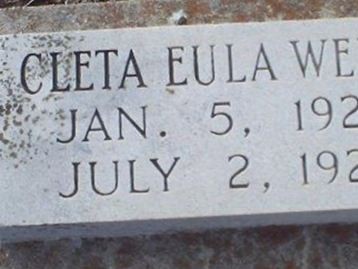 CLETA EULA WE
JAN. 5, 192
JULY 2, 192